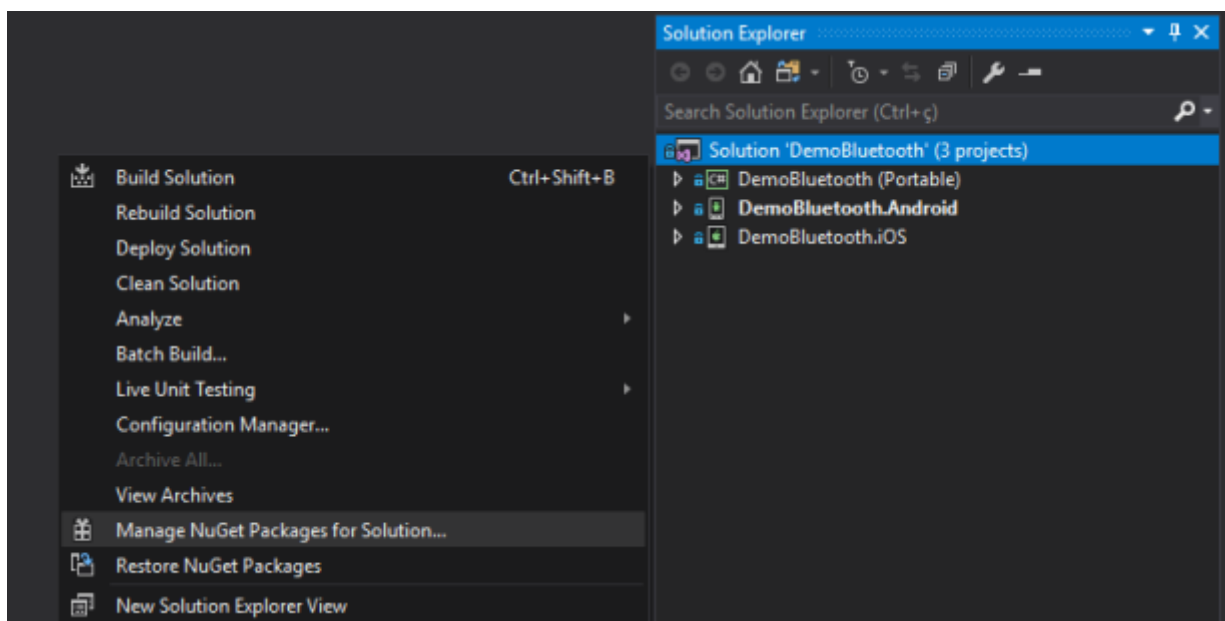 Solution Explorer
Search Solution Explorer (Ctrl+ç)
Solution 'DemoBluetooth' (3 projects)
C# DemoBluetooth (Portable)
DemoBluetooth.Android
DemoBluetooth.iOS
Build Solution Ctrl+Shift+B
Rebuild Solution
Deploy Solution
Clean Solution
Analyze
Batch Build...
Live Unit Testing
Configuration Manager...
Archive All...
View Archives
Manage NuGet Packages for Solution...
Restore NuGet Packages
New Solution Explorer View